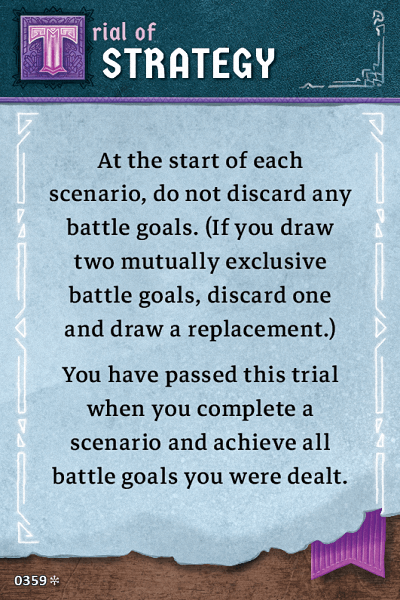 Trial of
STRATEGY
At the start of each
scenario, do not discard any
battle goals. (If you draw
two mutually exclusive
battle goals, discard one
and draw a replacement.)
You have passed this trial
when you complete a
scenario and achieve all
battle goals you were dealt.
0359*